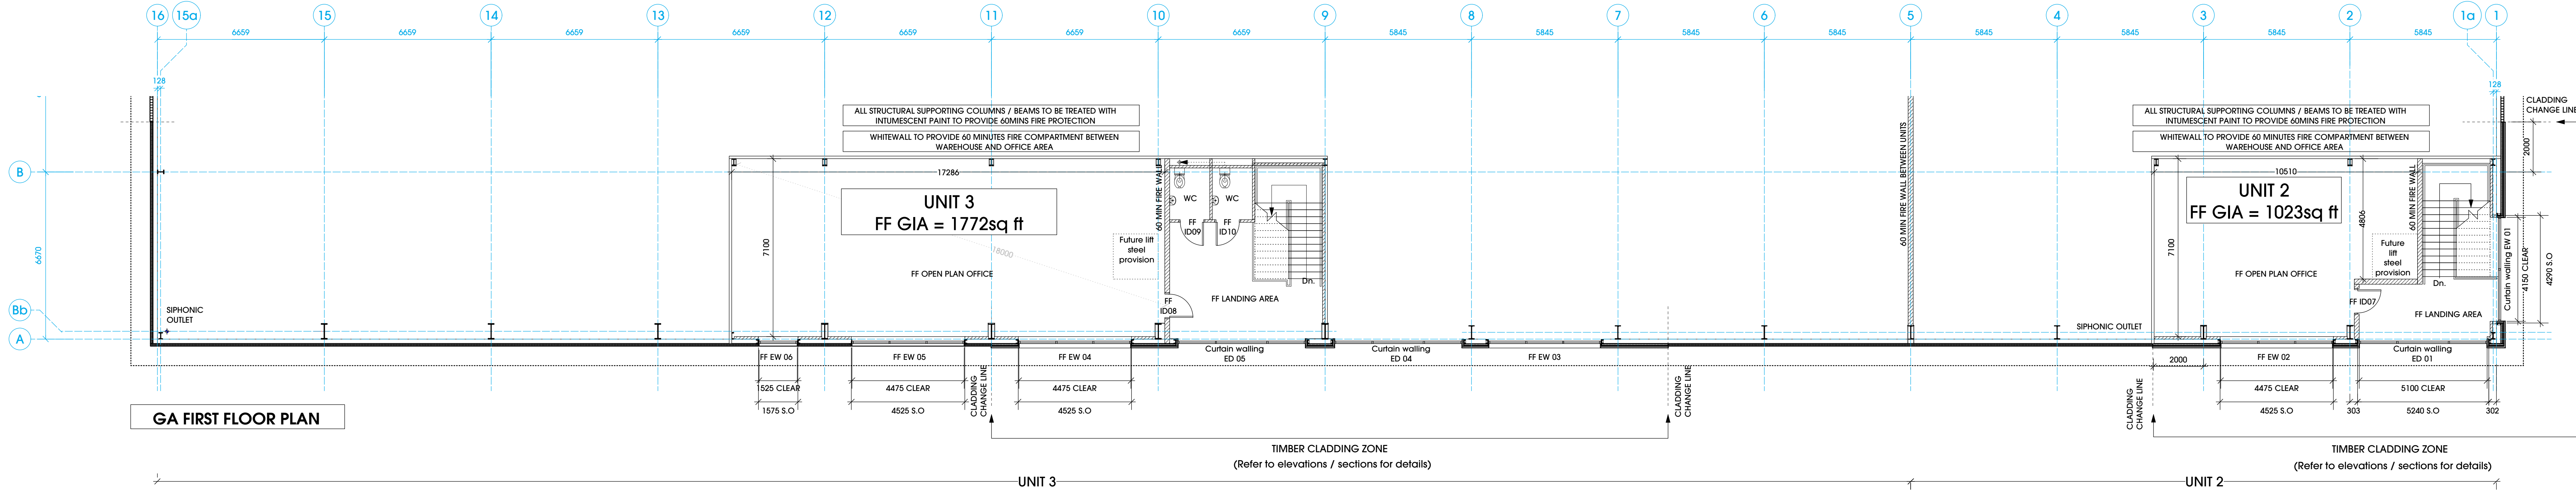 16 15a 15 14 13 12 11 10 9 8 7 6 5 4 3 2 1a 1
6659 6659 6659 6659 6659 6659 6659 5845 5845 5845 5845 5845 5845 5845 5845
128
128
CLADDING
CHANGE LINE
2000
ALL STRUCTURAL SUPPORTING COLUMNS / BEAMS TO BE TREATED WITH
INTUMESCENT PAINT TO PROVIDE 60MINS FIRE PROTECTION
WHITEWALL TO PROVIDE 60 MINUTES FIRE COMPARTMENT BETWEEN
WAREHOUSE AND OFFICE AREA
ALL STRUCTURAL SUPPORTING COLUMNS / BEAMS TO BE TREATED WITH
INTUMESCENT PAINT TO PROVIDE 60MINS FIRE PROTECTION
WHITEWALL TO PROVIDE 60 MINUTES FIRE COMPARTMENT BETWEEN
WAREHOUSE AND OFFICE AREA
B
6670
Bb
A
SIPHONIC
OUTLET
17286
7100
UNIT 3
FF GIA = 1772sq ft
18000
FF OPEN PLAN OFFICE
Future lift
steel
provision
60 MIN FIRE WALL
WC
WC
FF
ID09
FF
ID10
FF
ID08
FF LANDING AREA
Dn.
60 MIN FIRE WALL BETWEEN UNITS
SIPHONIC OUTLET
10510
7100
4806
UNIT 2
FF GIA = 1023sq ft
FF OPEN PLAN OFFICE
Future
lift
steel
provision
60 MIN FIRE WALL
FF ID07
Dn.
FF LANDING AREA
Curtain walling EW 01
4150 CLEAR
4290 S.O
FF EW 06
FF EW 05
FF EW 04
Curtain walling
ED 05
Curtain walling
ED 04
FF EW 03
FF EW 02
Curtain walling
ED 01
2000
1525 CLEAR
4475 CLEAR
4475 CLEAR
4475 CLEAR
5100 CLEAR
1575 S.O
4525 S.O
4525 S.O
4525 S.O
303
5240 S.O
302
CLADDING
CHANGE LINE
CLADDING
CHANGE LINE
CLADDING
CHANGE LINE
GA FIRST FLOOR PLAN
TIMBER CLADDING ZONE
(Refer to elevations / sections for details)
TIMBER CLADDING ZONE
(Refer to elevations / sections for details)
UNIT 3
UNIT 2